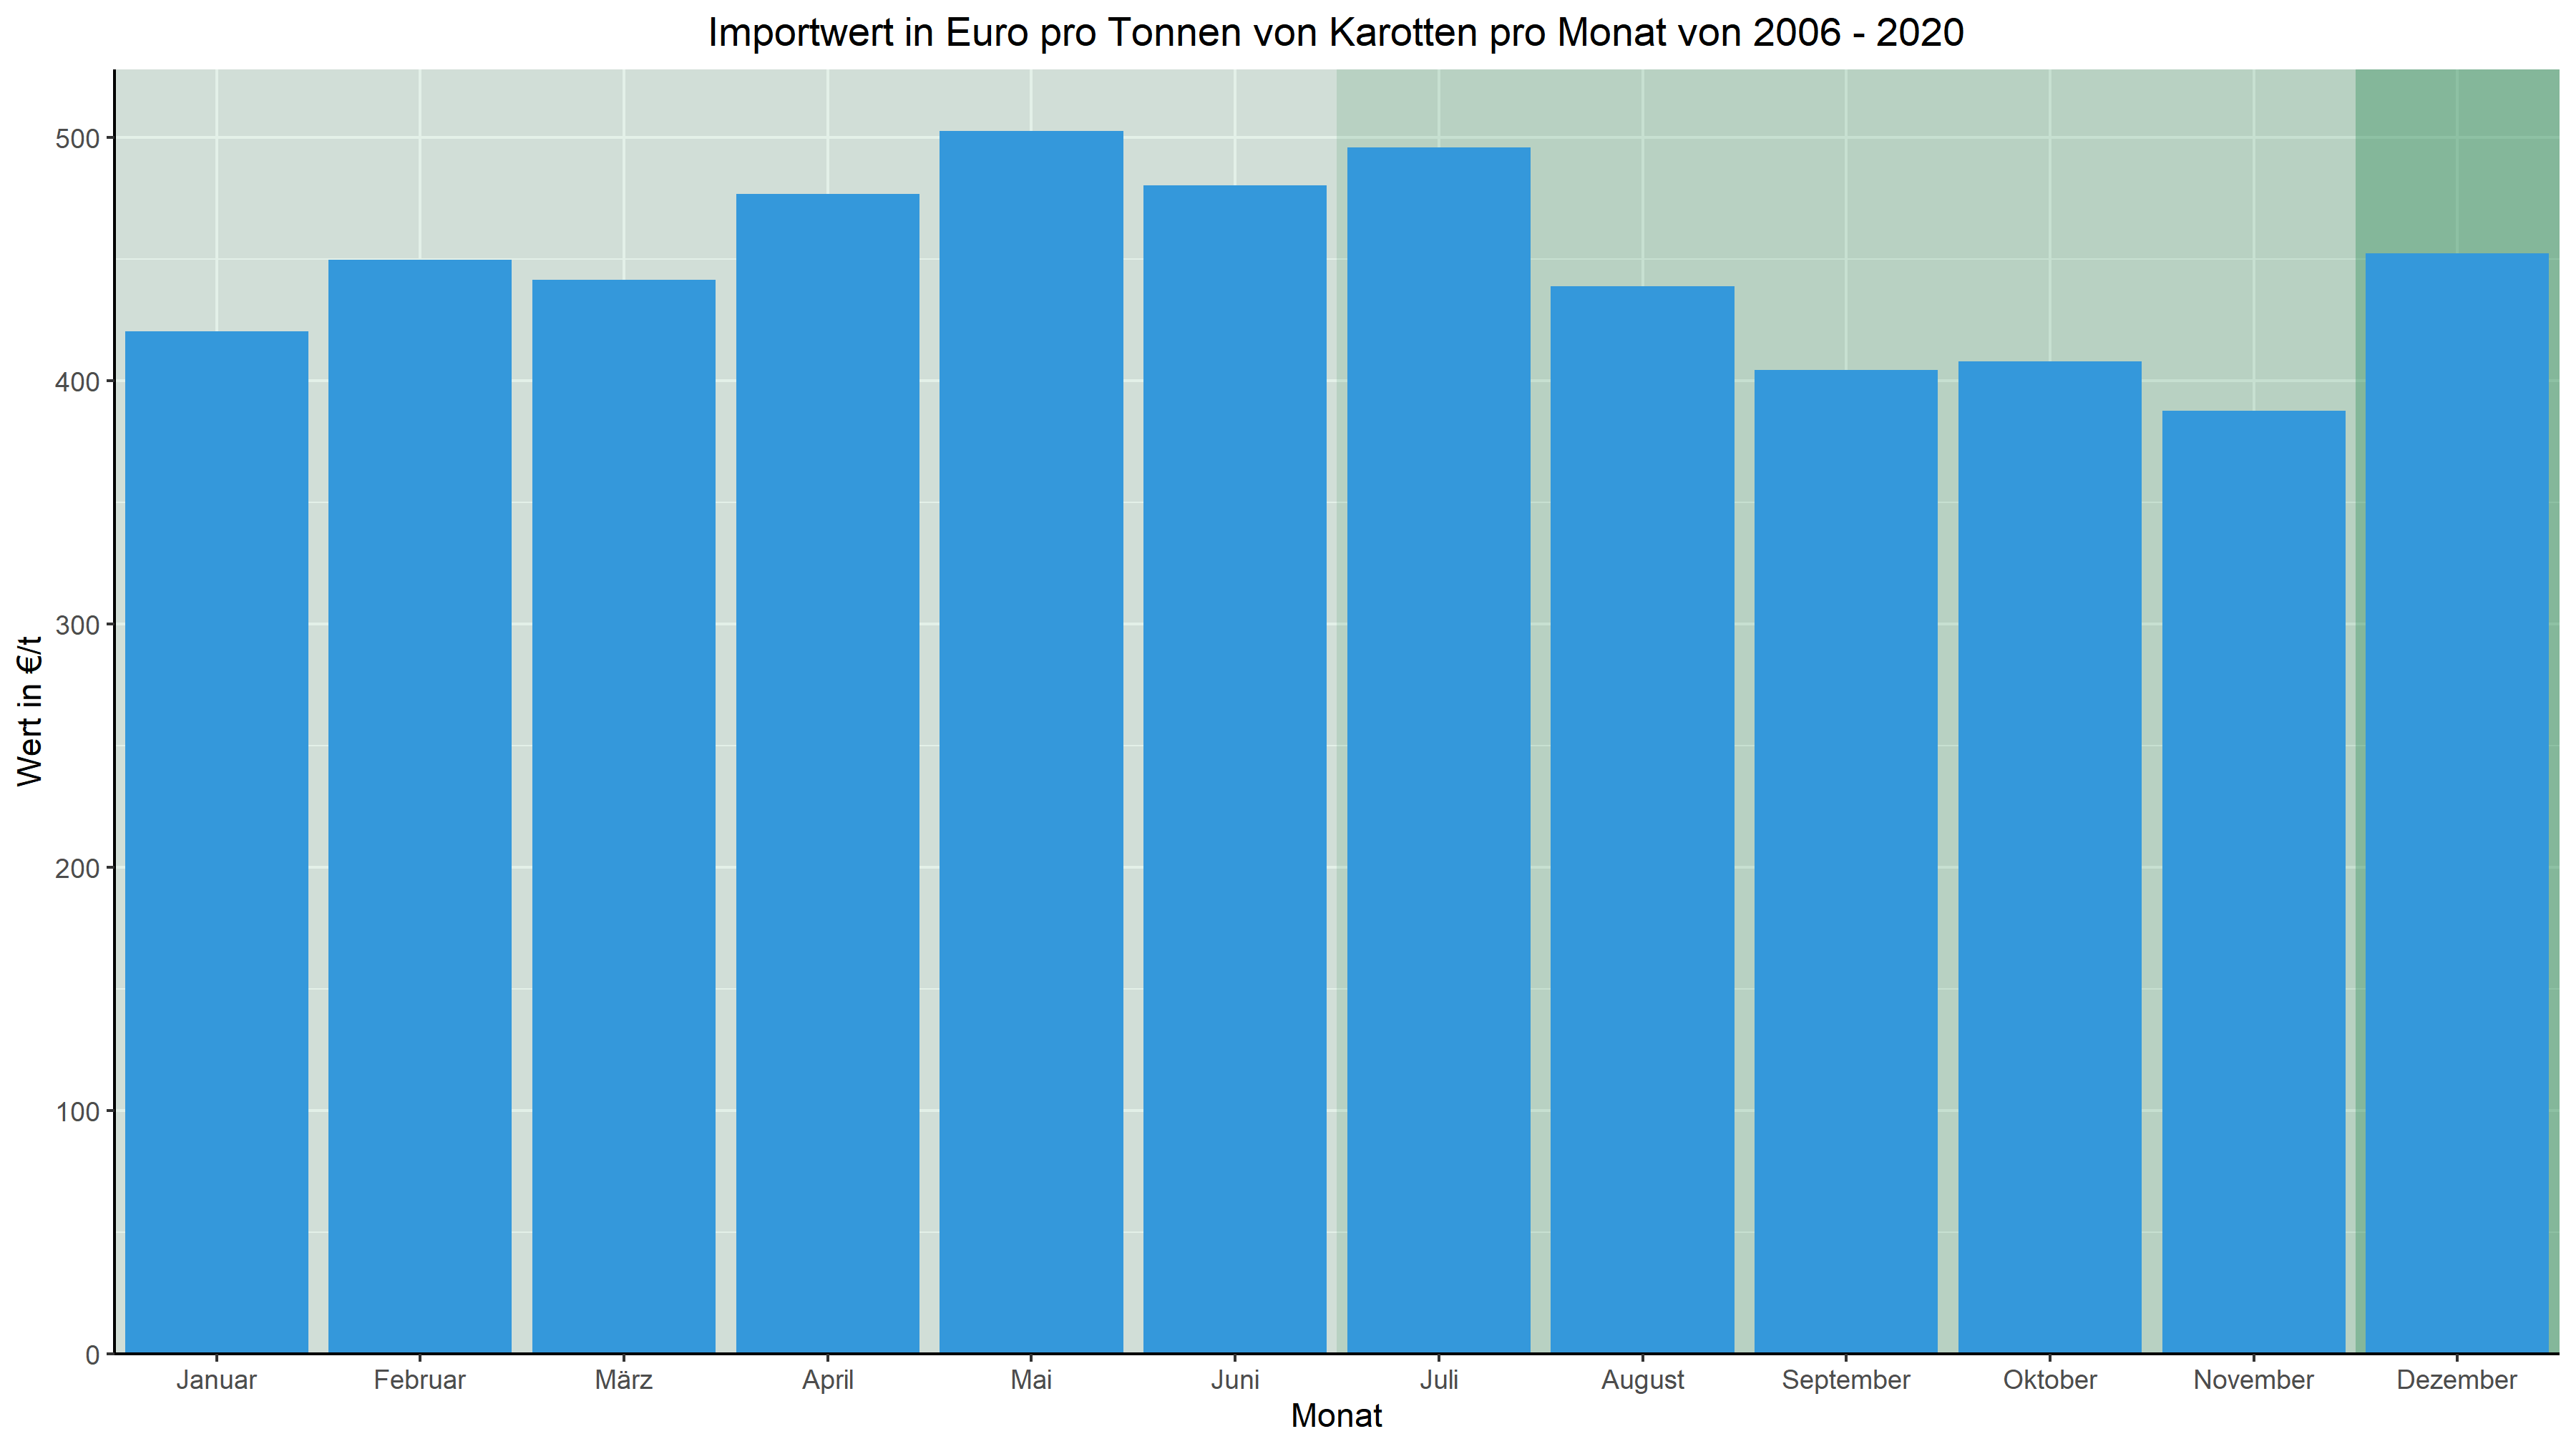 Importwert in Euro pro Tonnen von Karotten pro Monat von 2006 - 2020
Wert in €/t
500
400
300
200
100
0
Januar Februar März April Mai Juni Juli August September Oktober November Dezember
Monat